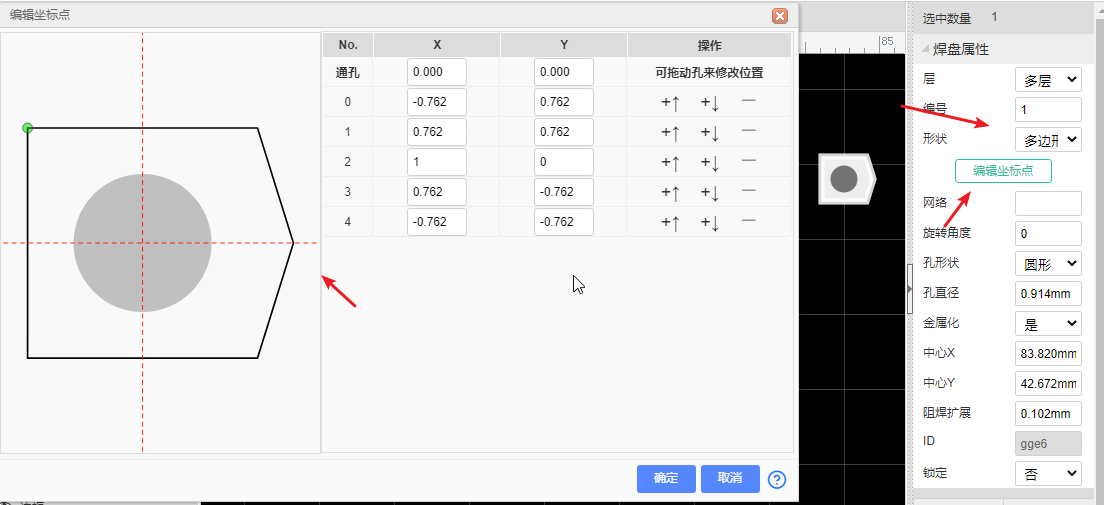 编辑坐标点
No. X Y 操作
通孔 0.000 0.000 可拖动孔来修改位置
0 -0.762 0.762 +↑ +↓ —
1 0.762 0.762 +↑ +↓ —
2 1 0 +↑ +↓ —
3 0.762 -0.762 +↑ +↓ —
4 -0.762 -0.762 +↑ +↓ —
确定 取消 ?
85
选中数量 1
焊盘属性
层 多层
编号 1
形状 多边形
编辑坐标点
网络
旋转角度 0
孔形状 圆形
孔直径 0.914mm
金属化 是
中心X 83.820mm
中心Y 42.672mm
阻焊扩展 0.102mm
ID gge6
锁定 否